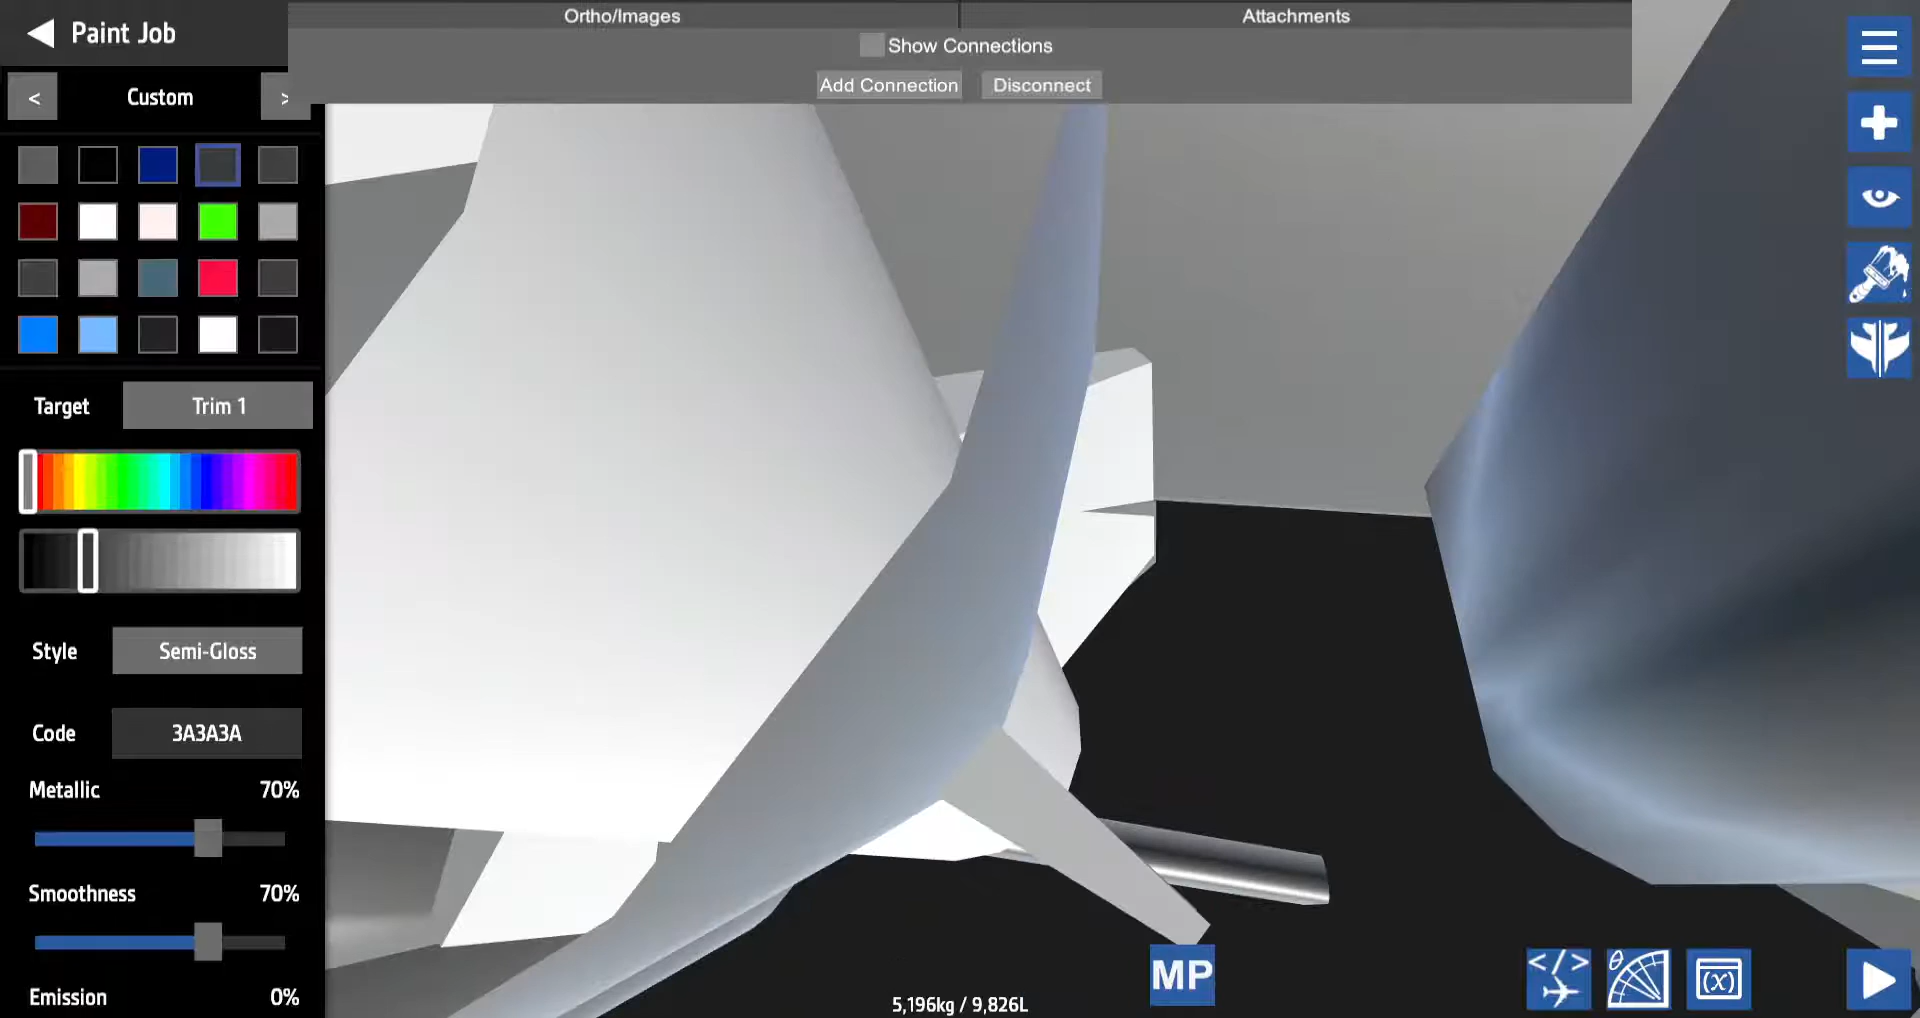 Paint Job
Ortho/Images
Attachments
Show Connections
Add Connection
Disconnect
<
Custom
>
Target
Trim 1
Style
Semi-Gloss
Code
3A3A3A
Metallic
70%
Smoothness
70%
Emission
0%
MP
5,196kg / 9,826L
</>
θ
(x)